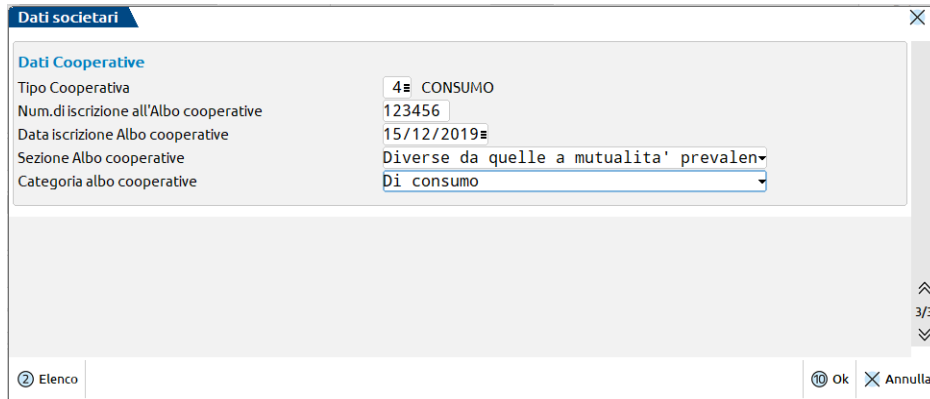 Dati societari
Dati Cooperative
Tipo Cooperativa 4 CONSUMO
Num.di iscrizione all'Albo cooperative 123456
Data iscrizione Albo cooperative 15/12/2019
Sezione Albo cooperative Diverse da quelle a mutualita' prevalen
Categoria albo cooperative Di consumo
3/3
2 Elenco 10 Ok Annulla